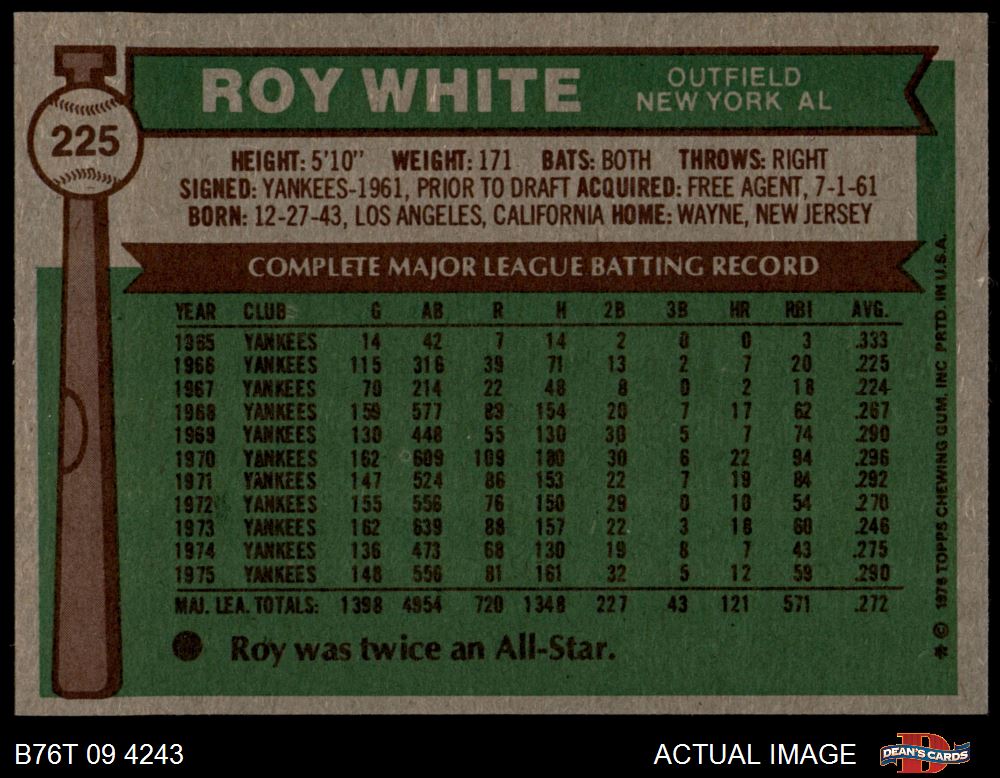 225
ROY WHITE
OUTFIELD
NEW YORK AL
HEIGHT: 5'10" WEIGHT: 171 BATS: BOTH THROWS: RIGHT
SIGNED: YANKEES-1961, PRIOR TO DRAFT ACQUIRED: FREE AGENT, 7-1-61
BORN: 12-27-43, LOS ANGELES, CALIFORNIA HOME: WAYNE, NEW JERSEY
COMPLETE MAJOR LEAGUE BATTING RECORD
YEAR CLUB G AB R H 2B 3B HR RBI AVG.
1965 YANKEES 14 42 7 14 2 0 0 3 .333
1966 YANKEES 115 316 39 71 13 2 7 20 .225
1967 YANKEES 70 214 22 48 8 0 2 18 .224
1968 YANKEES 159 577 89 154 20 7 17 62 .267
1969 YANKEES 130 448 55 130 30 5 7 74 .290
1970 YANKEES 162 609 109 180 30 6 22 94 .296
1971 YANKEES 147 524 86 153 22 7 19 84 .292
1972 YANKEES 155 556 76 150 29 0 10 54 .270
1973 YANKEES 162 639 88 157 22 3 18 60 .246
1974 YANKEES 136 473 68 130 19 8 7 43 .275
1975 YANKEES 148 556 81 161 32 5 12 59 .290
MAJ. LEA. TOTALS: 1398 4954 720 1348 227 43 121 571 .272
Roy was twice an All-Star.
* © 1976 TOPPS CHEWING GUM, INC PRTD. IN U.S.A.
B76T 09 4243
ACTUAL IMAGE
DEAN'S CARDS